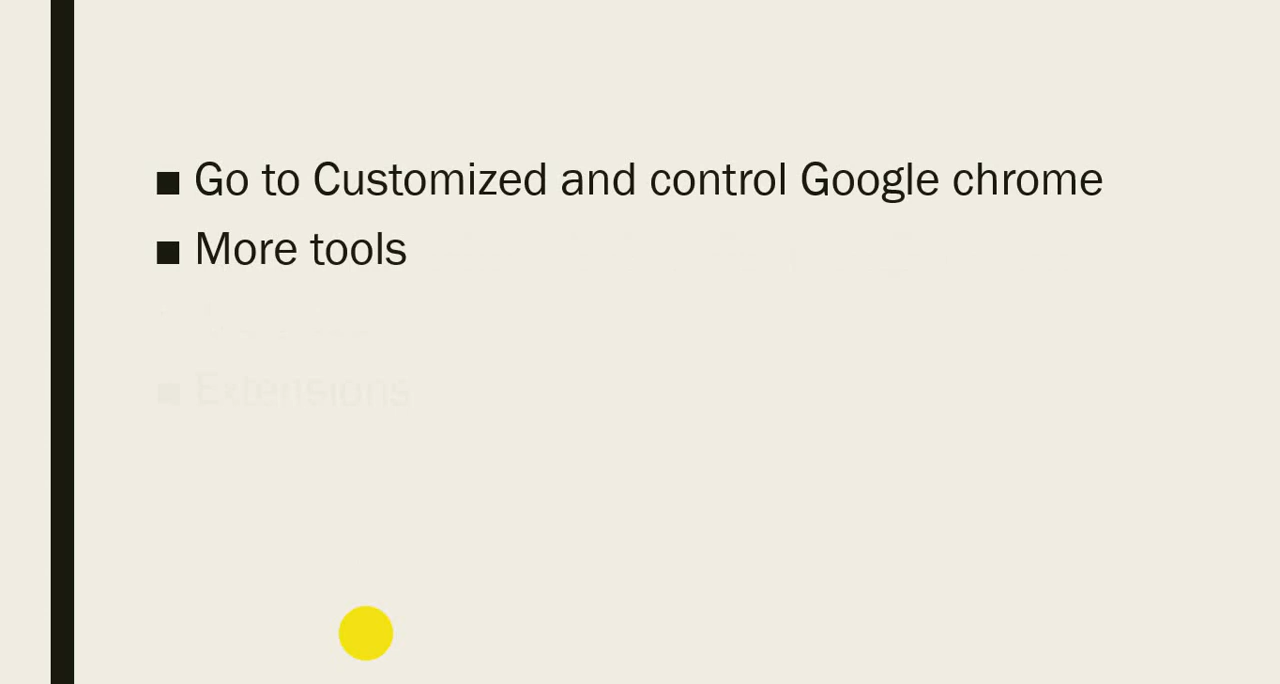 ■ Go to Customized and control Google chrome
■ More tools
■ Extensions